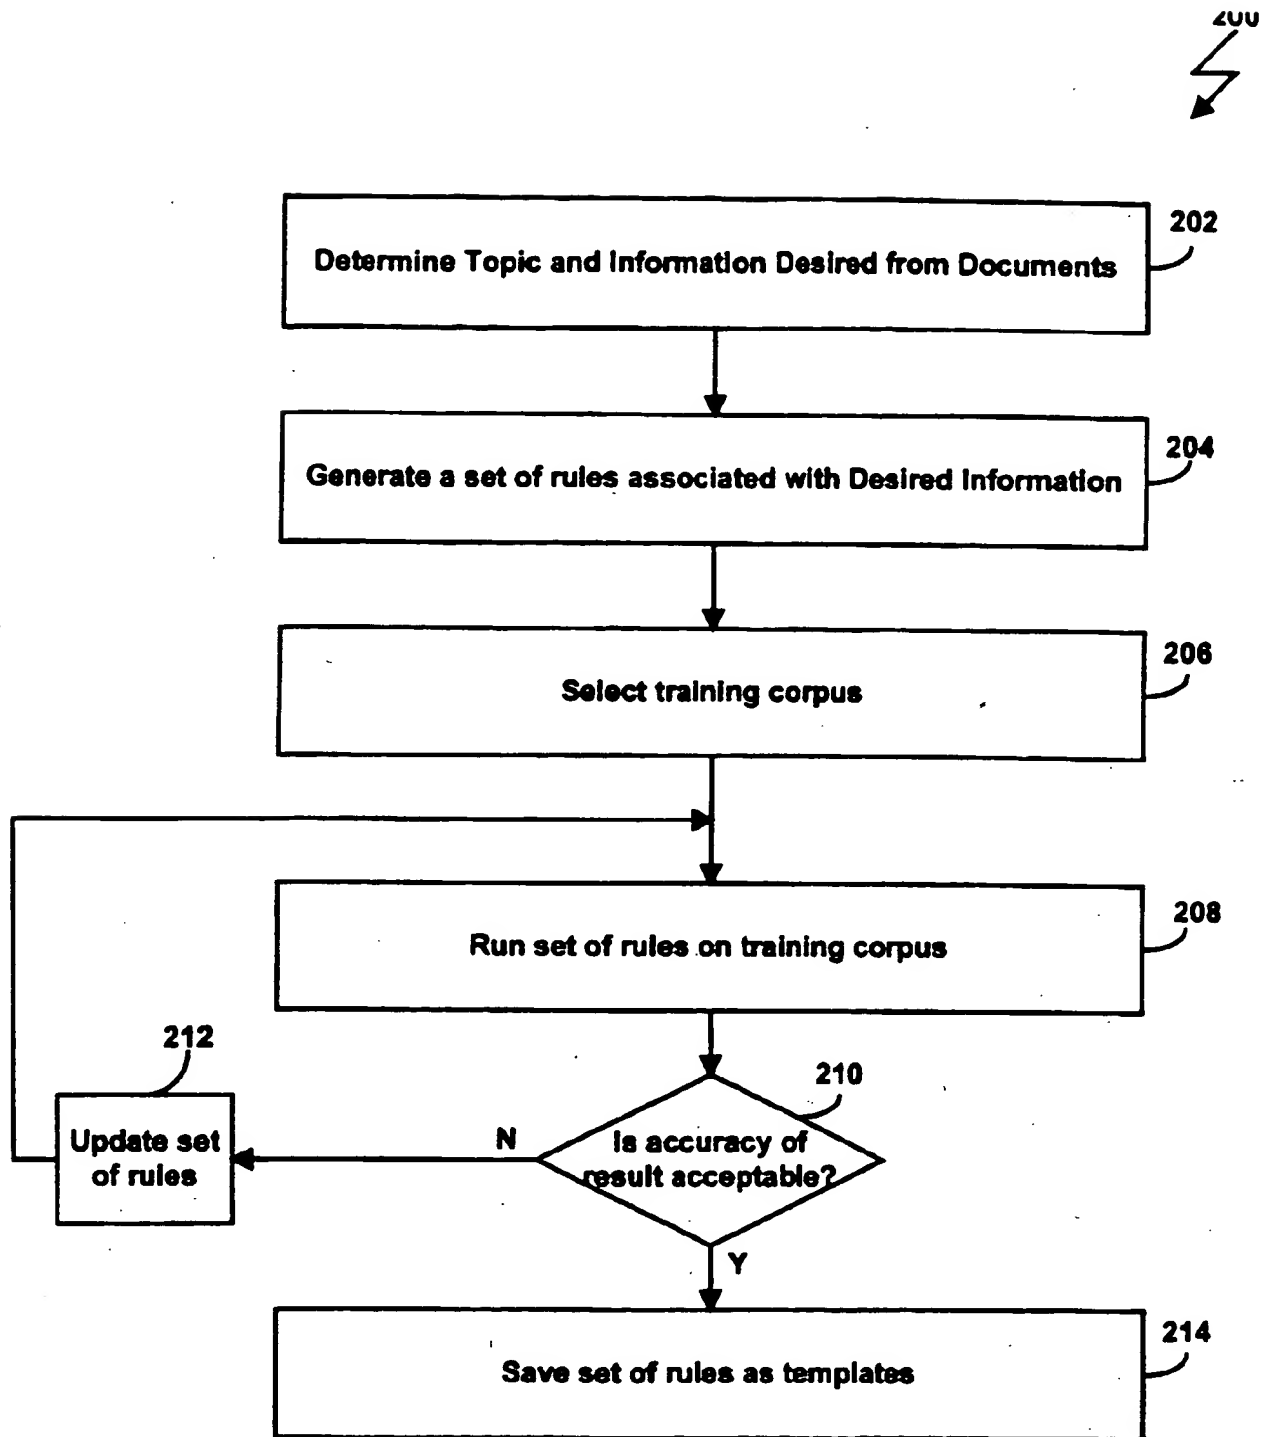 200
202
Determine Topic and Information Desired from Documents
204
Generate a set of rules associated with Desired Information
206
Select training corpus
208
Run set of rules on training corpus
212
210
Update set
of rules
N
Is accuracy of
result acceptable?
Y
214
Save set of rules as templates